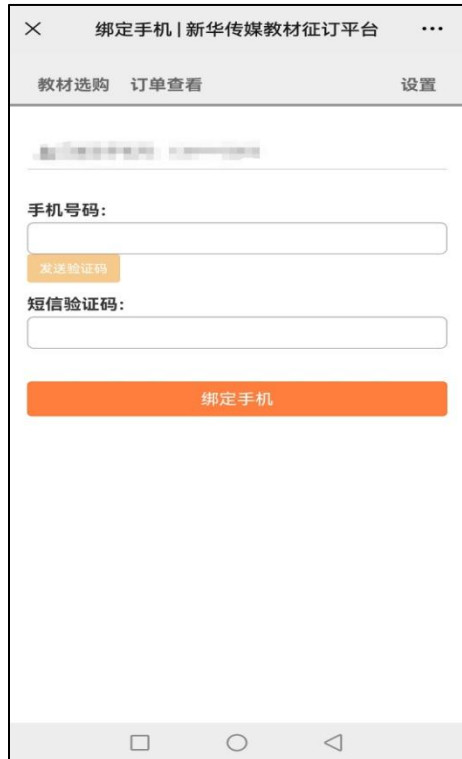 绑定手机 | 新华传媒教材征订平台
教材选购 订单查看 设置
手机号码:
发送验证码
短信验证码:
绑定手机